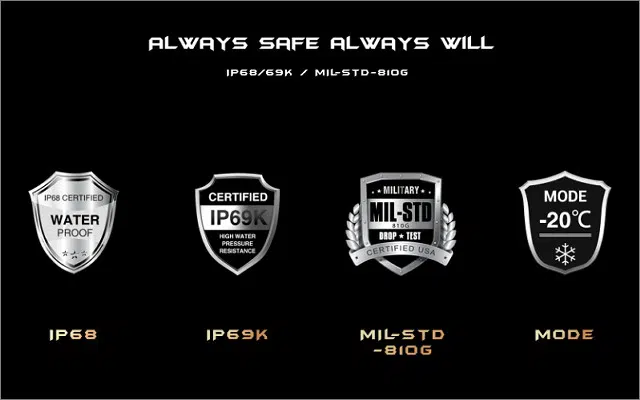 ALWAYS SAFE ALWAYS WILL
IP68/69K / MIL-STD-810G
IP68 CERTIFIED
WATER
PROOF
CERTIFIED
IP69K
HIGH WATER
PRESSURE
RESISTANCE
MILITARY
MIL-STD
810G
DROP ★ TEST
CERTIFIED USA
MODE
-20℃
IP68
IP69K
MIL-STD
-810G
MODE